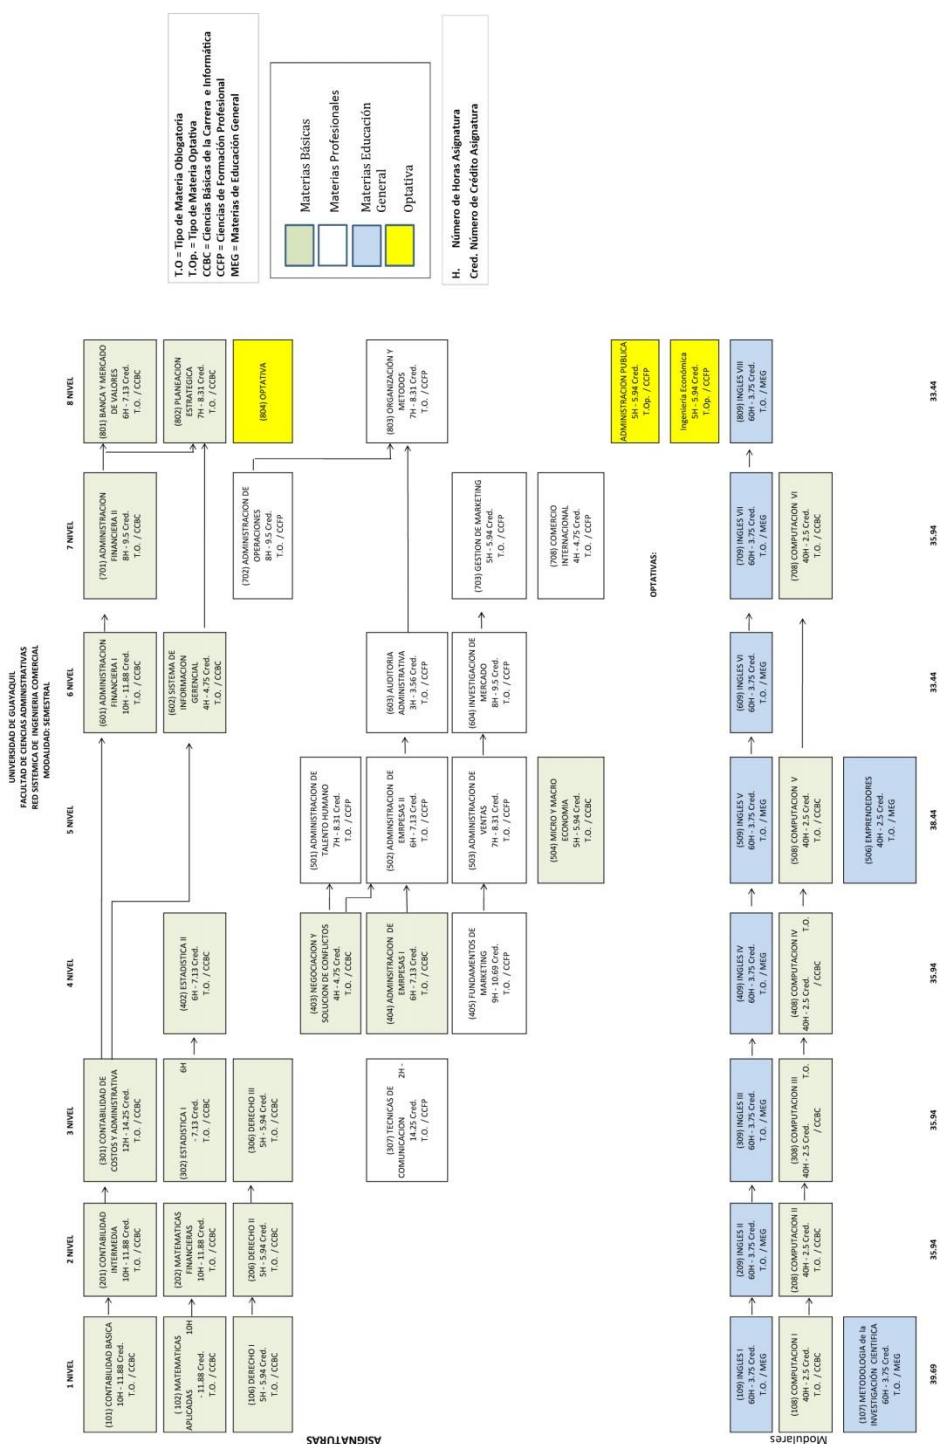 UNIVERSIDAD DE GUAYAQUIL
FACULTAD DE CIENCIAS ADMINISTRATIVAS
RED SISTEMICA DE INGENIERIA COMERCIAL
MODALIDAD: SEMESTRAL
1 NIVEL
2 NIVEL
3 NIVEL
4 NIVEL
5 NIVEL
6 NIVEL
7 NIVEL
8 NIVEL
ASIGNATURAS
(101) CONTABILIDAD BASICA
10H - 11.88 Cred.
T.O. / CCBC
(201) CONTABILIDAD
INTERMEDIA
10H - 11.88 Cred.
T.O. / CCBC
(301) CONTABILIDAD DE
COSTOS Y ADMINISTRATIVA
12H - 14.25 Cred.
T.O. / CCBC
(601) ADMINISTRACION
FINANCIERA I
10H - 11.88 Cred.
T.O. / CCBC
(701) ADMINISTRACION
FINANCIERA II
8H - 9.5 Cred.
T.O. / CCBC
(801) BANCA Y MERCADO
DE VALORES
6H - 7.13 Cred.
T.O. / CCBC
( 102) MATEMATICAS
APLICADAS 10H
- 11.88 Cred.
T.O. / CCBC
(202) MATEMATICAS
FINANCIERAS
10H - 11.88 Cred.
T.O. / CCBC
(302) ESTADISTICA I 6H
- 7.13 Cred.
T.O. / CCBC
(402) ESTADISTICA II
6H - 7.13 Cred.
T.O. / CCBC
(602) SISTEMA DE
INFORMACION
GERENCIAL
4H - 4.75 Cred.
T.O. / CCBC
(802) PLANEACION
ESTRATEGICA
7H - 8.31 Cred.
T.O. / CCBC
(106) DERECHO I
5H - 5.94 Cred.
T.O. / CCBC
(206) DERECHO II
5H - 5.94 Cred.
T.O. / CCBC
(306) DERECHO III
5H - 5.94 Cred.
T.O. / CCBC
(702) ADMINISTRACION DE
OPERACIONES
8H - 9.5 Cred.
T.O. / CCFP
(804) OPTATIVA
(403) NEGOCIACION Y
SOLUCION DE CONFLICTOS
4H - 4.75 Cred.
T.O. / CCBC
(501) ADMINISTRACION DE
TALENTO HUMANO
7H - 8.31 Cred.
T.O. / CCFP
(307) TECNICAS DE
COMUNICACION 2H -
14.25 Cred.
T.O. / CCFP
(404) ADMINSITRACION DE
EMRPESAS I
6H - 7.13 Cred.
T.O. / CCBC
(502) ADMINSITRACION DE
EMRPESAS II
6H - 7.13 Cred.
T.O. / CCFP
(603) AUDITORIA
ADMINISTRATIVA
3H - 3.56 Cred.
T.O. / CCFP
(803) ORGANIZACIÓN Y
METODOS
7H - 8.31 Cred.
T.O. / CCFP
(405) FUNDAMENTOS DE
MARKETING
9H - 10.69 Cred.
T.O. / CCFP
(503) ADMINISTRACION DE
VENTAS
7H - 8.31 Cred.
T.O. / CCFP
(604) INVESTIGACION DE
MERCADO
8H - 9.5 Cred.
T.O. / CCFP
(703) GESTION DE MARKETING
5H - 5.94 Cred.
T.O. / CCFP
(504) MICRO Y MACRO
ECONOMIA
5H - 5.94 Cred.
T.O. / CCBC
(708) COMERCIO
INTERNACIONAL
4H - 4.75 Cred.
T.O. / CCFP
OPTATIVAS:
ADMINISTRACION PUBLICA
5H - 5.94 Cred.
T.Op. / CCFP
Ingeniería Económica
5H - 5.94 Cred.
T.Op. / CCFP
Modulares
(109) INGLES I
60H - 3.75 Cred.
T.O. / MEG
(209) INGLES II
60H - 3.75 Cred.
T.O. / MEG
(309) INGLES III
60H - 3.75 Cred.
T.O. / MEG
(409) INGLES IV
60H - 3.75 Cred.
T.O. / MEG
(509) INGLES V
60H - 3.75 Cred.
T.O. / MEG
(609) INGLES VI
60H - 3.75 Cred.
T.O. / MEG
(709) INGLES VII
60H - 3.75 Cred.
T.O. / MEG
(809) INGLES VIII
60H - 3.75 Cred.
T.O. / MEG
(108) COMPUTACION I
40H - 2.5 Cred.
T.O. / CCBC
(208) COMPUTACION II
40H - 2.5 Cred.
T.O. / CCBC
(308) COMPUTACION III
40H - 2.5 Cred. T.O.
/ CCBC
(408) COMPUTACION IV
40H - 2.5 Cred. T.O.
/ CCBC
(508) COMPUTACION V
40H - 2.5 Cred.
T.O. / CCBC
(708) COMPUTACION VI
40H - 2.5 Cred.
T.O. / CCBC
(107) METODOLOGIA de la
INVESTIGACIÓN CIENTIFICA
60H - 3.75 Cred.
T.O. / MEG
(506) EMPRENDEDORES
40H - 2.5 Cred.
T.O. / MEG
39.69
35.94
35.94
35.94
38.44
33.44
35.94
33.44
T.O = Tipo de Materia Oblogatoria
T.Op. = Tipo de Materia Optativa
CCBC = Ciencias Básicas de la Carrera e Informática
CCFP = Ciencias de Formación Profesional
MEG = Materias de Educación General
Materias Básicas
Materias Profesionales
Materias Educación
General
Optativa
H. Número de Horas Asignatura
Cred. Número de Crédito Asignatura